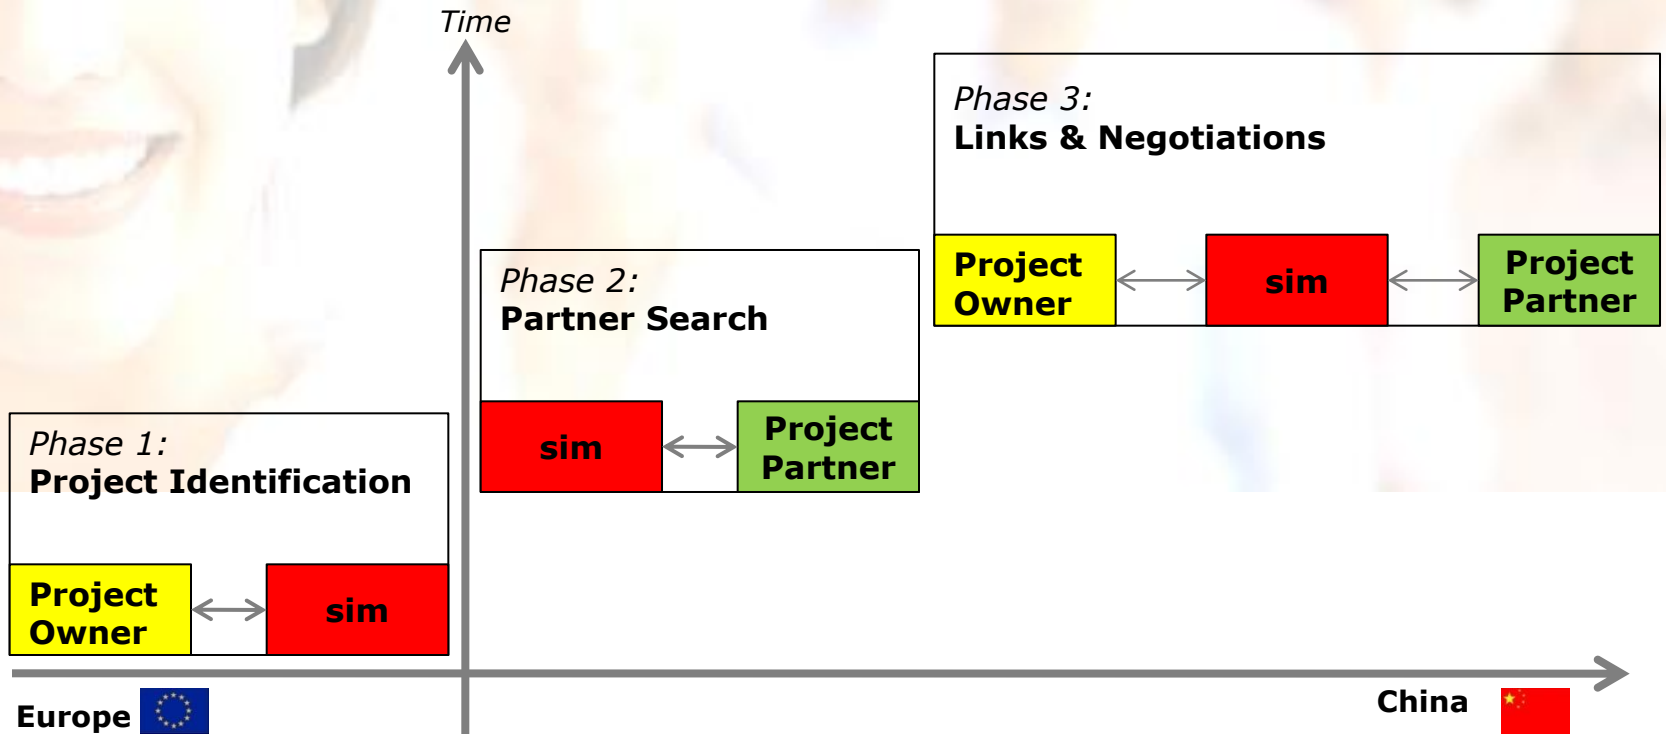 Time
Phase 3:
Links & Negotiations
Project
Owner
sim
Project
Partner
Phase 2:
Partner Search
sim
Project
Partner
Phase 1:
Project Identification
Project
Owner
sim
Europe
China